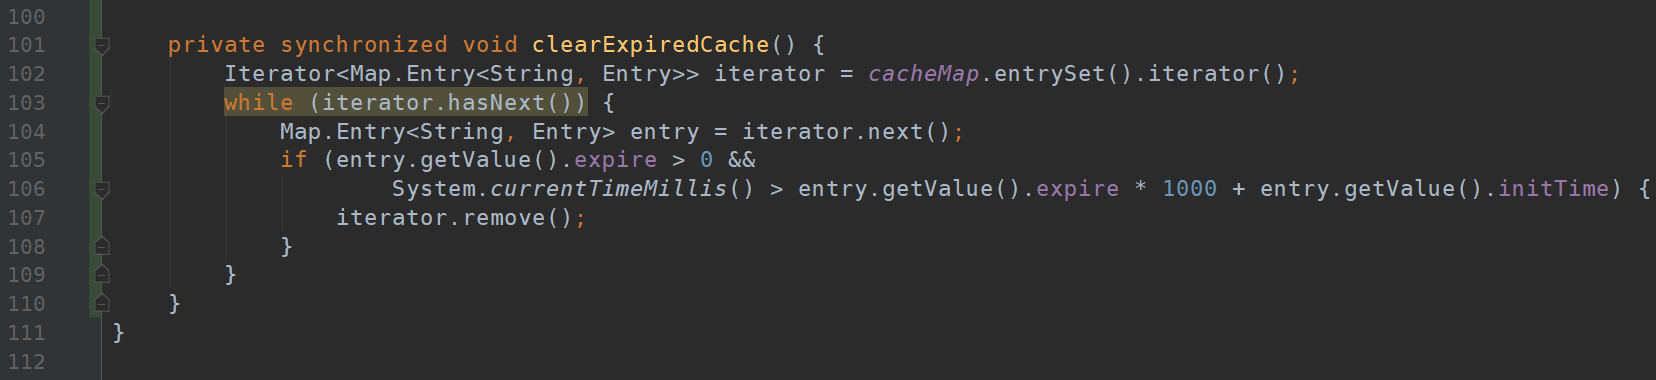 100
101     private synchronized void clearExpiredCache() {
102         Iterator<Map.Entry<String, Entry>> iterator = cacheMap.entrySet().iterator();
103         while (iterator.hasNext()) {
104             Map.Entry<String, Entry> entry = iterator.next();
105             if (entry.getValue().expire > 0 &&
106                     System.currentTimeMillis() > entry.getValue().expire * 1000 + entry.getValue().initTime) {
107                 iterator.remove();
108             }
109         }
110     }
111 }
112